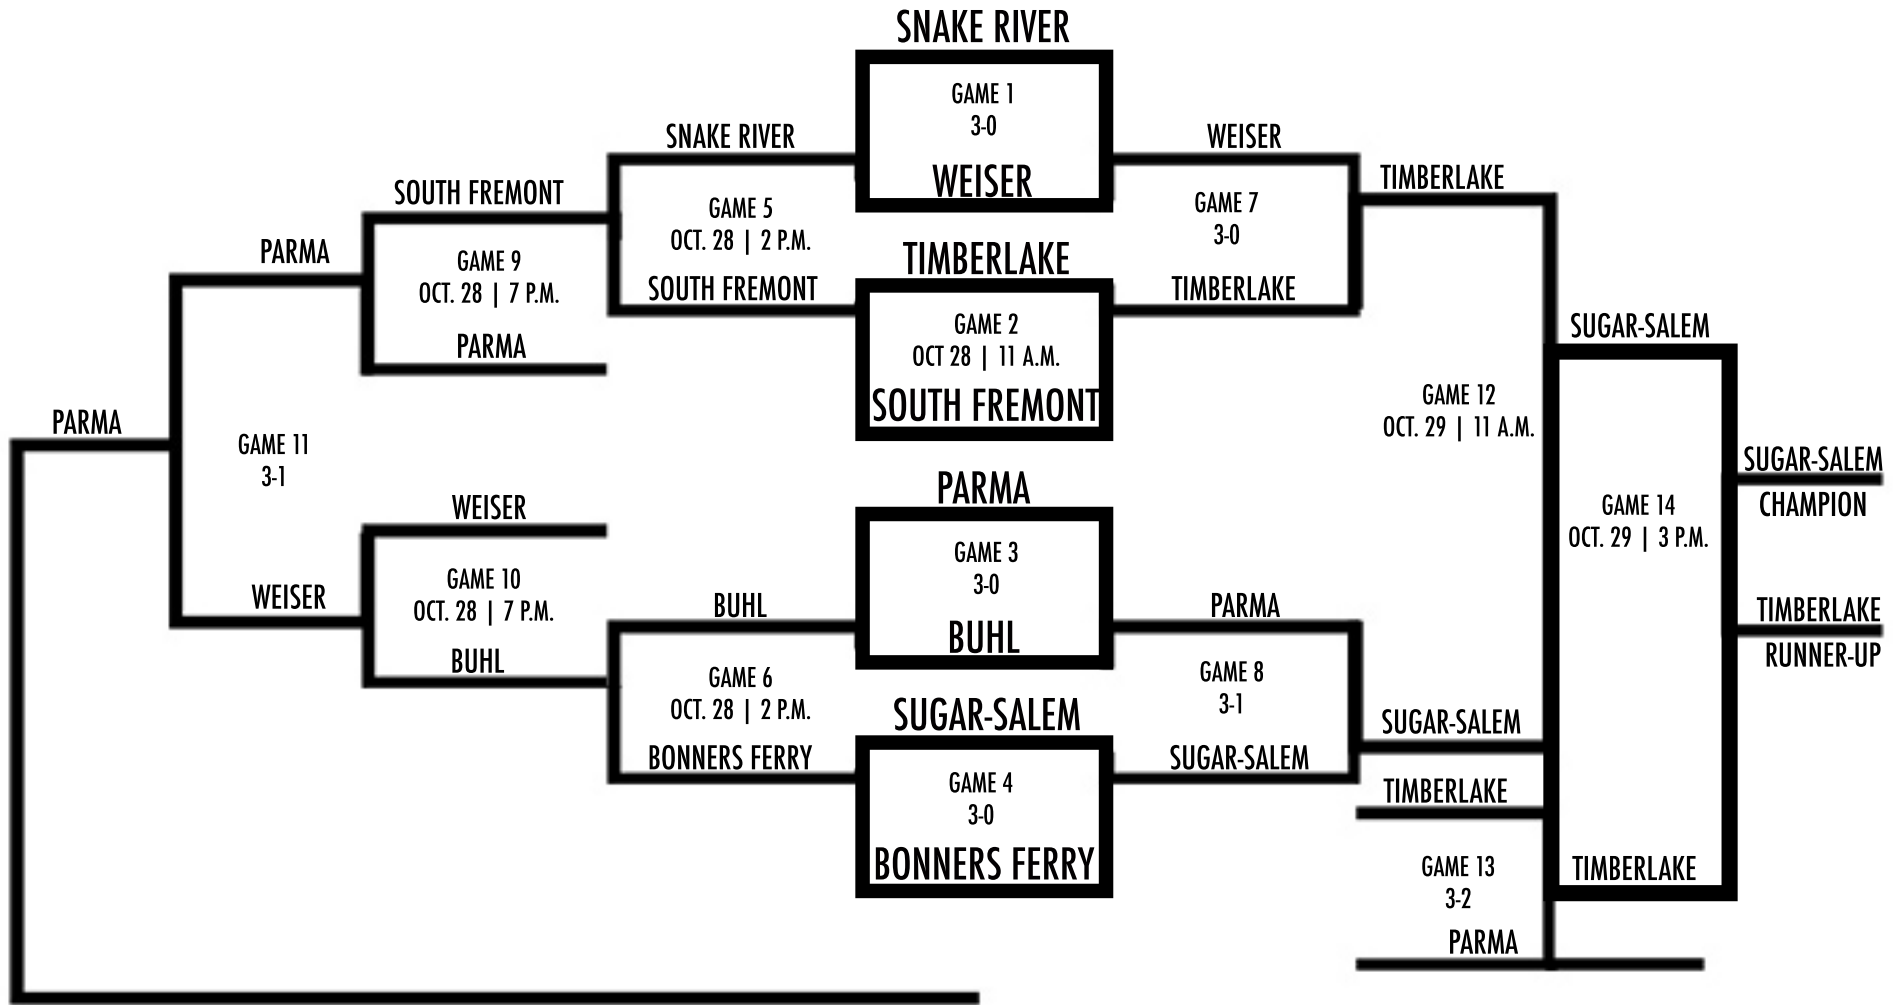 SNAKE RIVER
GAME 1
3-0
WEISER
SNAKE RIVER
WEISER
TIMBERLAKE
SOUTH FREMONT
GAME 5
OCT. 28 | 2 P.M.
GAME 7
3-0
PARMA
GAME 9
OCT. 28 | 7 P.M.
TIMBERLAKE
SOUTH FREMONT
TIMBERLAKE
GAME 2
OCT 28 | 11 A.M.
SOUTH FREMONT
SUGAR-SALEM
PARMA
GAME 12
OCT. 29 | 11 A.M.
PARMA
GAME 11
3-1
SUGAR-SALEM
CHAMPION
PARMA
GAME 3
3-0
BUHL
WEISER
GAME 14
OCT. 29 | 3 P.M.
GAME 10
OCT. 28 | 7 P.M.
WEISER
BUHL
PARMA
TIMBERLAKE
RUNNER-UP
BUHL
GAME 6
OCT. 28 | 2 P.M.
GAME 8
3-1
SUGAR-SALEM
SUGAR-SALEM
BONNERS FERRY
SUGAR-SALEM
GAME 4
3-0
BONNERS FERRY
TIMBERLAKE
GAME 13
3-2
TIMBERLAKE
PARMA